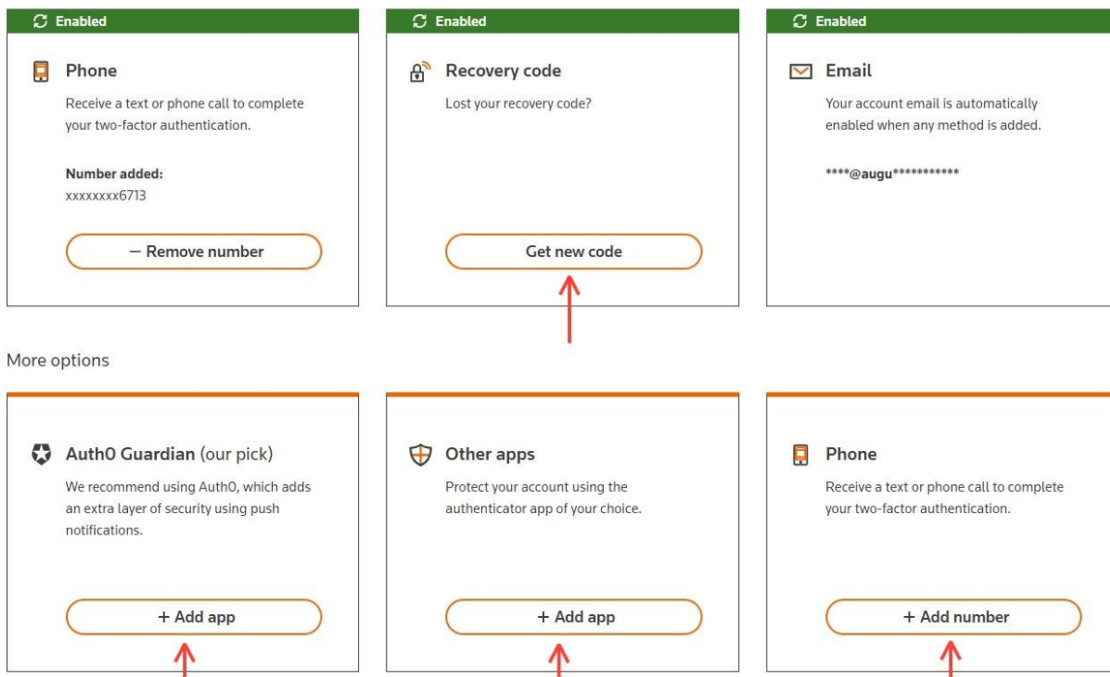 Enabled
Phone
Receive a text or phone call to complete
your two-factor authentication.
Number added:
xxxxxxxx6713
– Remove number
Enabled
Recovery code
Lost your recovery code?
Get new code
Enabled
Email
Your account email is automatically
enabled when any method is added.
****@augu***********
More options
Auth0 Guardian (our pick)
We recommend using Auth0, which adds
an extra layer of security using push
notifications.
+ Add app
Other apps
Protect your account using the
authenticator app of your choice.
+ Add app
Phone
Receive a text or phone call to complete
your two-factor authentication.
+ Add number